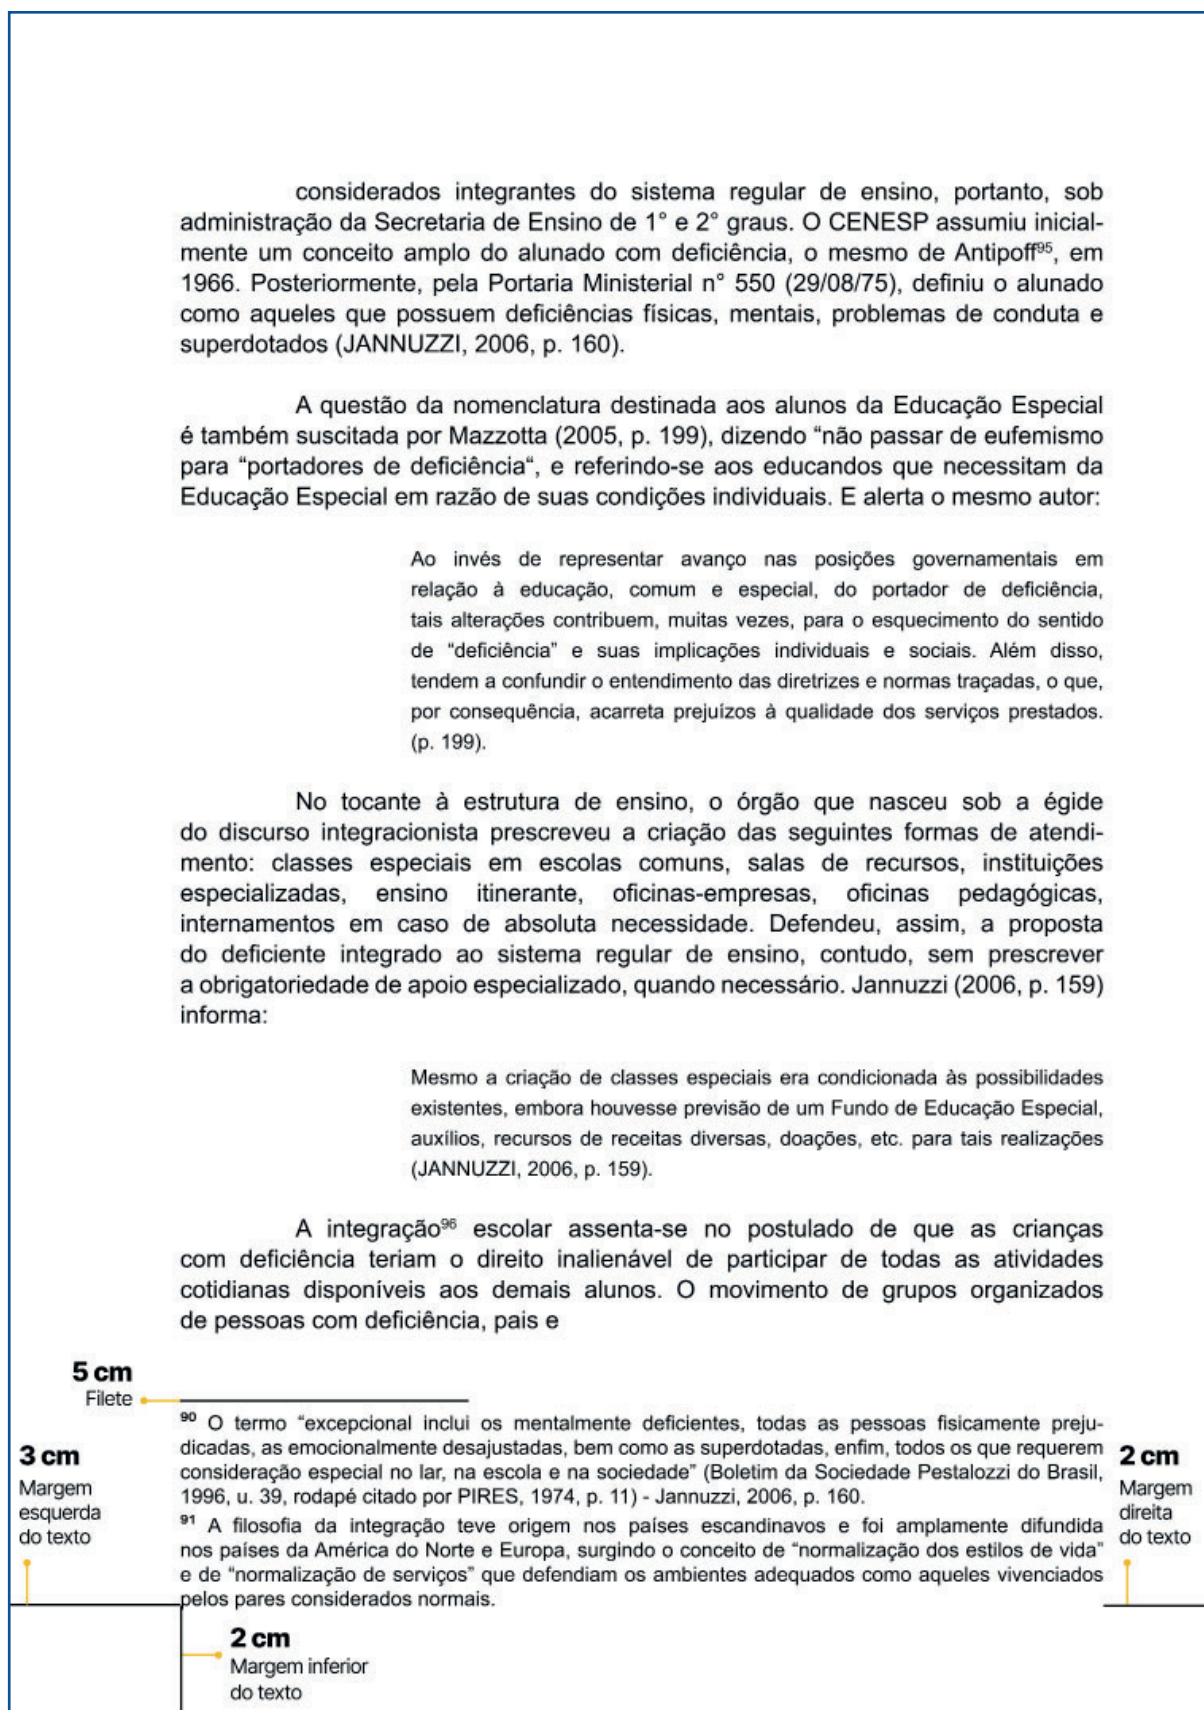 considerados integrantes do sistema regular de ensino, portanto, sob
administração da Secretaria de Ensino de 1° e 2° graus. O CENESP assumiu inicial-
mente um conceito amplo do alunado com deficiência, o mesmo de Antipoff⁹⁵, em
1966. Posteriormente, pela Portaria Ministerial n° 550 (29/08/75), definiu o alunado
como aqueles que possuem deficiências físicas, mentais, problemas de conduta e
superdotados (JANNUZZI, 2006, p. 160).
A questão da nomenclatura destinada aos alunos da Educação Especial
é também suscitada por Mazzotta (2005, p. 199), dizendo “não passar de eufemismo
para “portadores de deficiência“, e referindo-se aos educandos que necessitam da
Educação Especial em razão de suas condições individuais. E alerta o mesmo autor:
Ao invés de representar avanço nas posições governamentais em
relação à educação, comum e especial, do portador de deficiência,
tais alterações contribuem, muitas vezes, para o esquecimento do sentido
de “deficiência” e suas implicações individuais e sociais. Além disso,
tendem a confundir o entendimento das diretrizes e normas traçadas, o que,
por consequência, acarreta prejuízos à qualidade dos serviços prestados.
(p. 199).
No tocante à estrutura de ensino, o órgão que nasceu sob a égide
do discurso integracionista prescreveu a criação das seguintes formas de atendi-
mento: classes especiais em escolas comuns, salas de recursos, instituições
especializadas, ensino itinerante, oficinas-empresas, oficinas pedagógicas,
internamentos em caso de absoluta necessidade. Defendeu, assim, a proposta
do deficiente integrado ao sistema regular de ensino, contudo, sem prescrever
a obrigatoriedade de apoio especializado, quando necessário. Jannuzzi (2006, p. 159)
informa:
Mesmo a criação de classes especiais era condicionada às possibilidades
existentes, embora houvesse previsão de um Fundo de Educação Especial,
auxílios, recursos de receitas diversas, doações, etc. para tais realizações
(JANNUZZI, 2006, p. 159).
A integração⁹⁶ escolar assenta-se no postulado de que as crianças
com deficiência teriam o direito inalienável de participar de todas as atividades
cotidianas disponíveis aos demais alunos. O movimento de grupos organizados
de pessoas com deficiência, pais e
5 cm
Filete
⁹⁰ O termo “excepcional inclui os mentalmente deficientes, todas as pessoas fisicamente preju-
dicadas, as emocionalmente desajustadas, bem como as superdotadas, enfim, todos os que requerem
consideração especial no lar, na escola e na sociedade” (Boletim da Sociedade Pestalozzi do Brasil,
1996, u. 39, rodapé citado por PIRES, 1974, p. 11) - Jannuzzi, 2006, p. 160.
⁹¹ A filosofia da integração teve origem nos países escandinavos e foi amplamente difundida
nos países da América do Norte e Europa, surgindo o conceito de “normalização dos estilos de vida”
e de “normalização de serviços” que defendiam os ambientes adequados como aqueles vivenciados
pelos pares considerados normais.
3 cm
Margem
esquerda
do texto
2 cm
Margem
direita
do texto
2 cm
Margem inferior
do texto